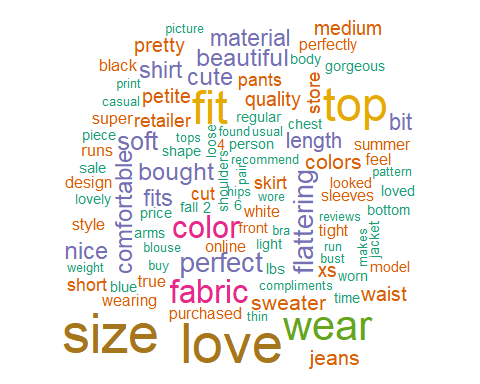 picture
medium
material
pretty
perfectly
beautiful
body
black
shirt
gorgeous
cute
pants
print
store
petite
quality
casual
fit
top
super
retailer
regular
chest
bit
piece
soft
tops
loose
found
usual
length
runs
shape
4
person
summer
sale
comfortable
shoulders
recommend
colors
feel
bought
pair
pattern
design
looked
lovely
fits
cut
hips
skirt
flattering
sleeves
loved
wore
price
fall
2
6
white
reviews
bottom
style
arms
color
front
bra
tight
makes
jacket
nice
blouse
online
light
run
bust
weight
buy
perfect
lbs
xs
worn
model
short
blue
true
fabric
compliments
wearing
sweater
time
waist
purchased
thin
size
love
wear
jeans